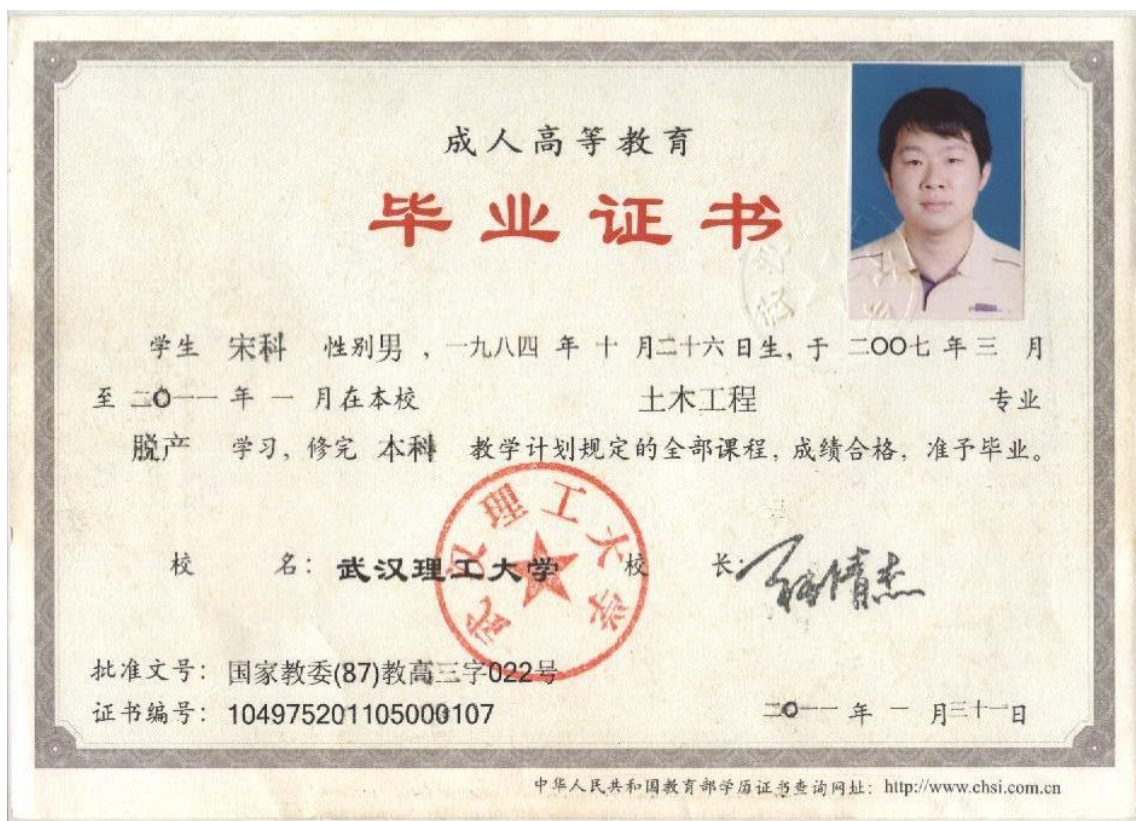 成人高等教育
毕业证书
学生 宋科 性别男 ，一九八四 年 十 月二十六 日生，于 二OO七 年 三 月
至 二O一一 年 一 月在本校 土木工程 专业
脱产 学习，修完 本科 教学计划规定的全部课程，成绩合格，准予毕业。
校 名：武汉理工大学 校 长：
武汉理工大学
批准文号：国家教委(87)教高三字022号
证书编号：104975201105000107 二O一一 年 一 月三十一日
中华人民共和国教育部学历证书查询网址：http://www.chsi.com.cn